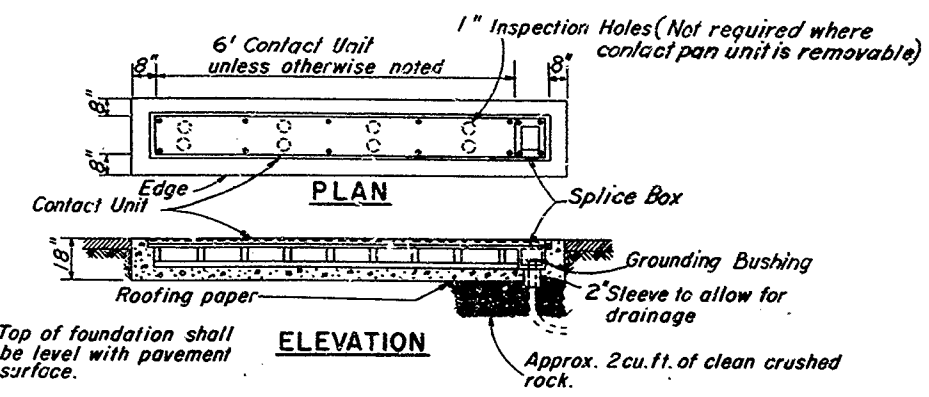 1" Inspection Holes (Not required where
contact pan unit is removable)
6' Contact Unit
unless otherwise noted
8"
8"
8"
8"
Edge
PLAN
Contact Unit
Splice Box
18"
Grounding Bushing
Roofing paper
2" Sleeve to allow for
drainage
Top of foundation shall
be level with pavement
surface.
ELEVATION
Approx. 2 cu. ft. of clean crushed
rock.